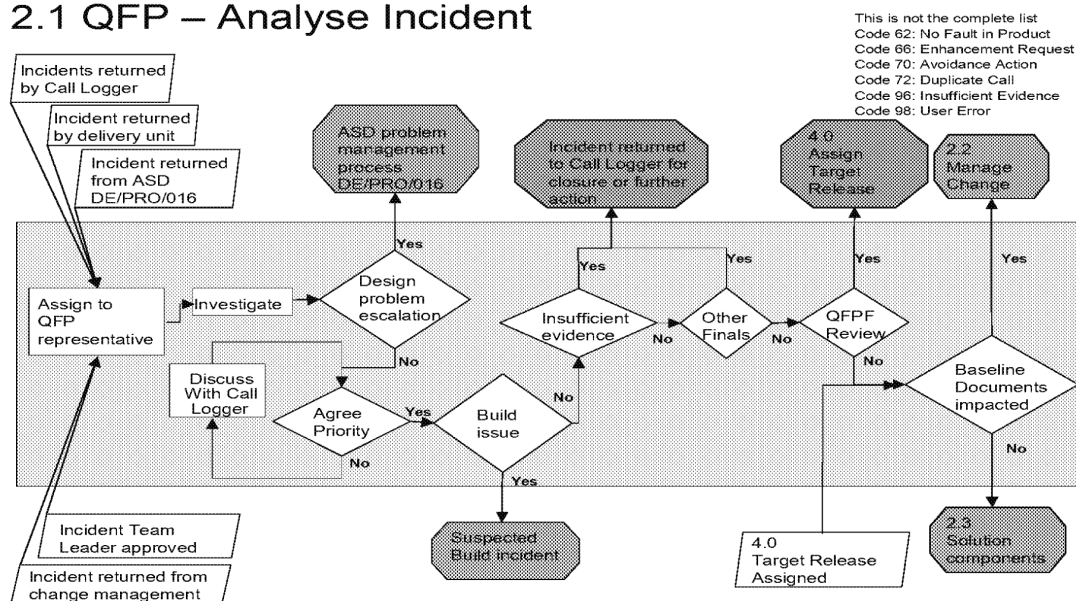 2.1 QFP – Analyse Incident
This is not the complete list
Code 62: No Fault in Product
Code 66: Enhancement Request
Code 70: Avoidance Action
Code 72: Duplicate Call
Code 96: Insufficient Evidence
Code 98: User Error
Incidents returned
by Call Logger
Incident returned
by delivery unit
Incident returned
from ASD
DE/PRO/016
ASD problem
management
process
DE/PRO/016
Incident returned
to Call Logger for
closure or further
action
4.0
Assign
Target
Release
2.2
Manage
Change
Yes
Yes
Yes
Yes
Yes
Assign to
QFP
representative
Investigate
Design
problem
escalation
No
Insufficient
evidence
No
Other
Finals
No
QFPF
Review
No
Discuss
With Call
Logger
Agree
Priority
Yes
No
Build
issue
No
Yes
Baseline
Documents
impacted
No
Incident Team
Leader approved
Incident returned from
change management
Suspected
Build incident
4.0
Target Release
Assigned
2.3
Solution
components